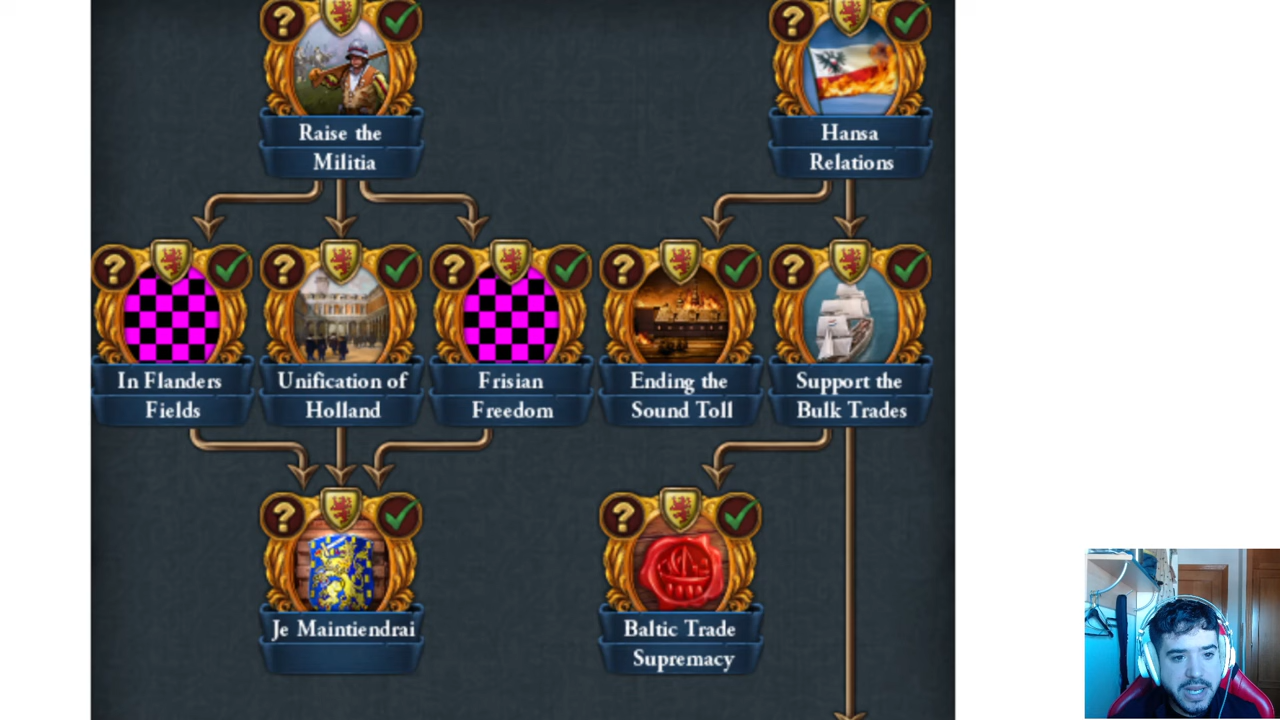 Raise the
Militia
Hansa
Relations
In Flanders
Fields
Unification of
Holland
Frisian
Freedom
Ending the
Sound Toll
Support the
Bulk Trades
Je Maintiendrai
Baltic Trade
Supremacy